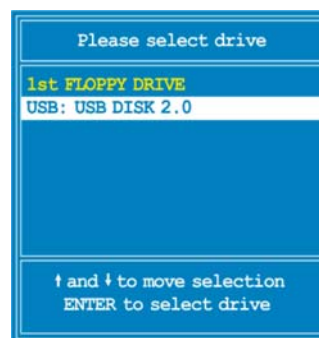 Please select drive
1st FLOPPY DRIVE
USB: USB DISK 2.0
↑ and ↓ to move selection
ENTER to select drive